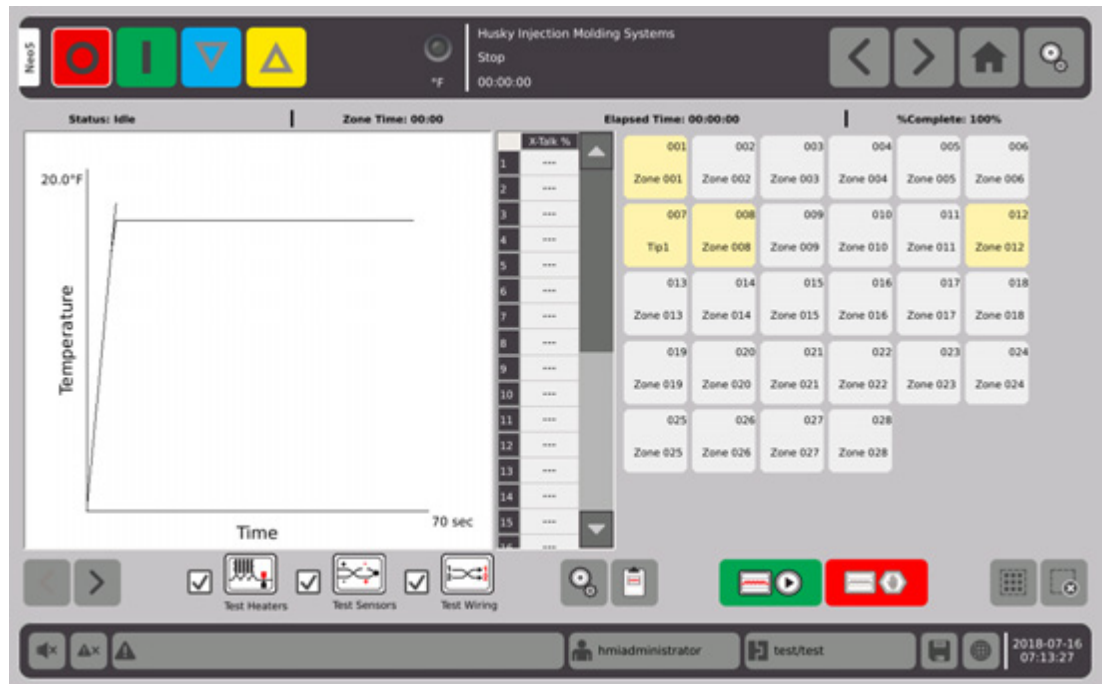 Neo5
Husky Injection Molding Systems
Stop
°F
00:00:00
Status: Idle
Zone Time: 00:00
Elapsed Time: 00:00:00
%Complete: 100%
20.0°F
Temperature
Time
70 sec
X-Talk %
1 ---
2 ---
3 ---
4 ---
5 ---
6 ---
7 ---
8 ---
9 ---
10 ---
11 ---
12 ---
13 ---
14 ---
15 ---
16 ---
001 002 003 004 005 006
Zone 001 Zone 002 Zone 003 Zone 004 Zone 005 Zone 006
007 008 009 010 011 012
Tip1 Zone 008 Zone 009 Zone 010 Zone 011 Zone 012
013 014 015 016 017 018
Zone 013 Zone 014 Zone 015 Zone 016 Zone 017 Zone 018
019 020 021 022 023 024
Zone 019 Zone 020 Zone 021 Zone 022 Zone 023 Zone 024
025 026 027 028
Zone 025 Zone 026 Zone 027 Zone 028
Test Heaters
Test Sensors
Test Wiring
hmiadministrator
test/test
2018-07-16
07:13:27